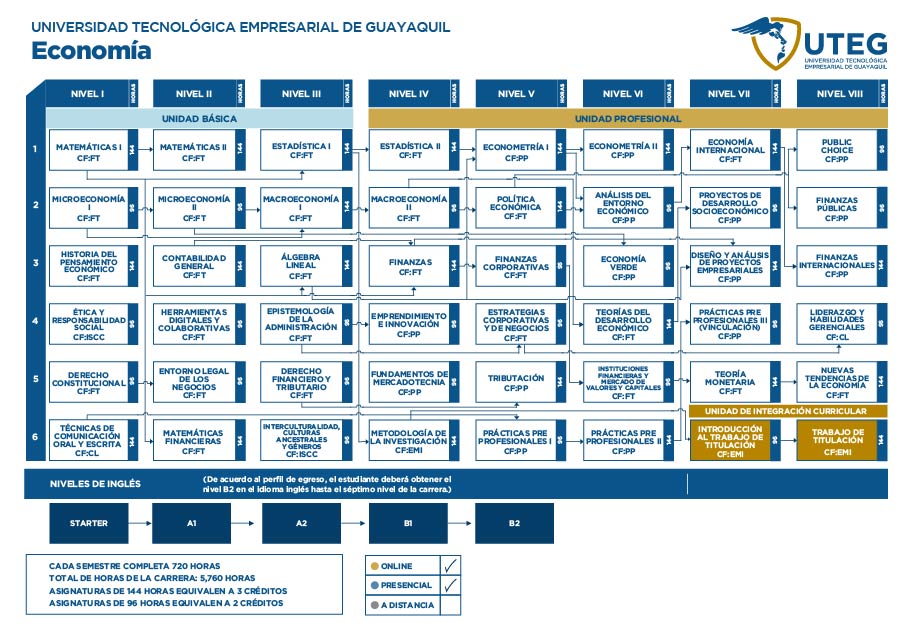 UNIVERSIDAD TECNOLÓGICA EMPRESARIAL DE GUAYAQUIL
Economía
UTEG
UNIVERSIDAD TECNOLÓGICA
EMPRESARIAL DE GUAYAQUIL
NIVEL I HORAS NIVEL II HORAS NIVEL III HORAS NIVEL IV HORAS NIVEL V HORAS NIVEL VI HORAS NIVEL VII HORAS NIVEL VIII HORAS
UNIDAD BÁSICA
UNIDAD PROFESIONAL
1
MATEMÁTICAS I
CF:FT
144
MATEMÁTICAS II
CF:FT
144
ESTADÍSTICA I
CF:FT
144
ESTADÍSTICA II
CF:FT
144
ECONOMETRÍA I
CF:PP
144
ECONOMETRÍA II
CF:PP
144
ECONOMÍA
INTERNACIONAL
CF:FT
144
PUBLIC
CHOICE
CF:PP
96
2
MICROECONOMÍA
I
CF:FT
96
MICROECONOMÍA
II
CF:FT
96
MACROECONOMÍA
I
CF:FT
144
MACROECONOMÍA
II
CF:FT
96
POLÍTICA
ECONÓMICA
CF:FT
144
ANÁLISIS DEL
ENTORNO
ECONÓMICO
CF:PP
144
PROYECTOS DE
DESARROLLO
SOCIOECONÓMICO
CF:PP
96
FINANZAS
PÚBLICAS
CF:PP
96
3
HISTORIA DEL
PENSAMIENTO
ECONÓMICO
CF:FT
144
CONTABILIDAD
GENERAL
CF:FT
144
ÁLGEBRA
LINEAL
CF:FT
144
FINANZAS
CF:FT
144
FINANZAS
CORPORATIVAS
CF:FT
96
ECONOMÍA
VERDE
CF:PP
96
DISEÑO Y ANÁLISIS
DE PROYECTOS
EMPRESARIALES
CF:PP
144
FINANZAS
INTERNACIONALES
CF:PP
144
4
ÉTICA Y
RESPONSABILIDAD
SOCIAL
CF:ISCC
96
HERRAMIENTAS
DIGITALES Y
COLABORATIVAS
CF:FT
96
EPISTEMOLOGÍA
DE LA
ADMINISTRACIÓN
CF:FT
96
EMPRENDIMIENTO
E INNOVACIÓN
CF:PP
96
ESTRATEGIAS
CORPORATIVAS
Y DE NEGOCIOS
CF:FT
96
TEORÍAS DEL
DESARROLLO
ECONÓMICO
CF:FT
144
PRÁCTICAS PRE
PROFESIONALES III
(VINCULACIÓN)
CF:PP
96
LIDERAZGO Y
HABILIDADES
GERENCIALES
CF:CL
96
5
DERECHO
CONSTITUCIONAL
CF:FT
96
ENTORNO LEGAL
DE LOS
NEGOCIOS
CF:FT
96
DERECHO
FINANCIERO Y
TRIBUTARIO
CF:FT
96
FUNDAMENTOS DE
MERCADOTECNIA
CF:PP
96
TRIBUTACIÓN
CF:PP
144
INSTITUCIONES
FINANCIERAS Y
MERCADO DE
VALORES Y CAPITALES
CF:FT
96
TEORÍA
MONETARIA
CF:FT
144
NUEVAS
TENDENCIAS DE
LA ECONOMÍA
CF:FT
144
UNIDAD DE INTEGRACIÓN CURRICULAR
6
TÉCNICAS DE
COMUNICACIÓN
ORAL Y ESCRITA
CF:CL
144
MATEMÁTICAS
FINANCIERAS
CF:FT
144
INTERCULTURALIDAD,
CULTURAS
ANCESTRALES
Y GÉNEROS
CF:ISCC
96
METODOLOGÍA DE
LA INVESTIGACIÓN
CF:EMI
144
PRÁCTICAS PRE
PROFESIONALES I
CF:PP
96
PRÁCTICAS PRE
PROFESIONALES II
CF:PP
INTRODUCCIÓN
AL TRABAJO DE
TITULACIÓN
CF:EMI
96
TRABAJO DE
TITULACIÓN
CF:EMI
144
NIVELES DE INGLÉS
(De acuerdo al perfil de egreso, el estudiante deberá obtener el
nivel B2 en el idioma inglés hasta el séptimo nivel de la carrera.)
STARTER A1 A2 B1 B2
CADA SEMESTRE COMPLETA 720 HORAS
TOTAL DE HORAS DE LA CARRERA: 5,760 HORAS
ASIGNATURAS DE 144 HORAS EQUIVALEN A 3 CRÉDITOS
ASIGNATURAS DE 96 HORAS EQUIVALEN A 2 CRÉDITOS
ONLINE
PRESENCIAL
A DISTANCIA